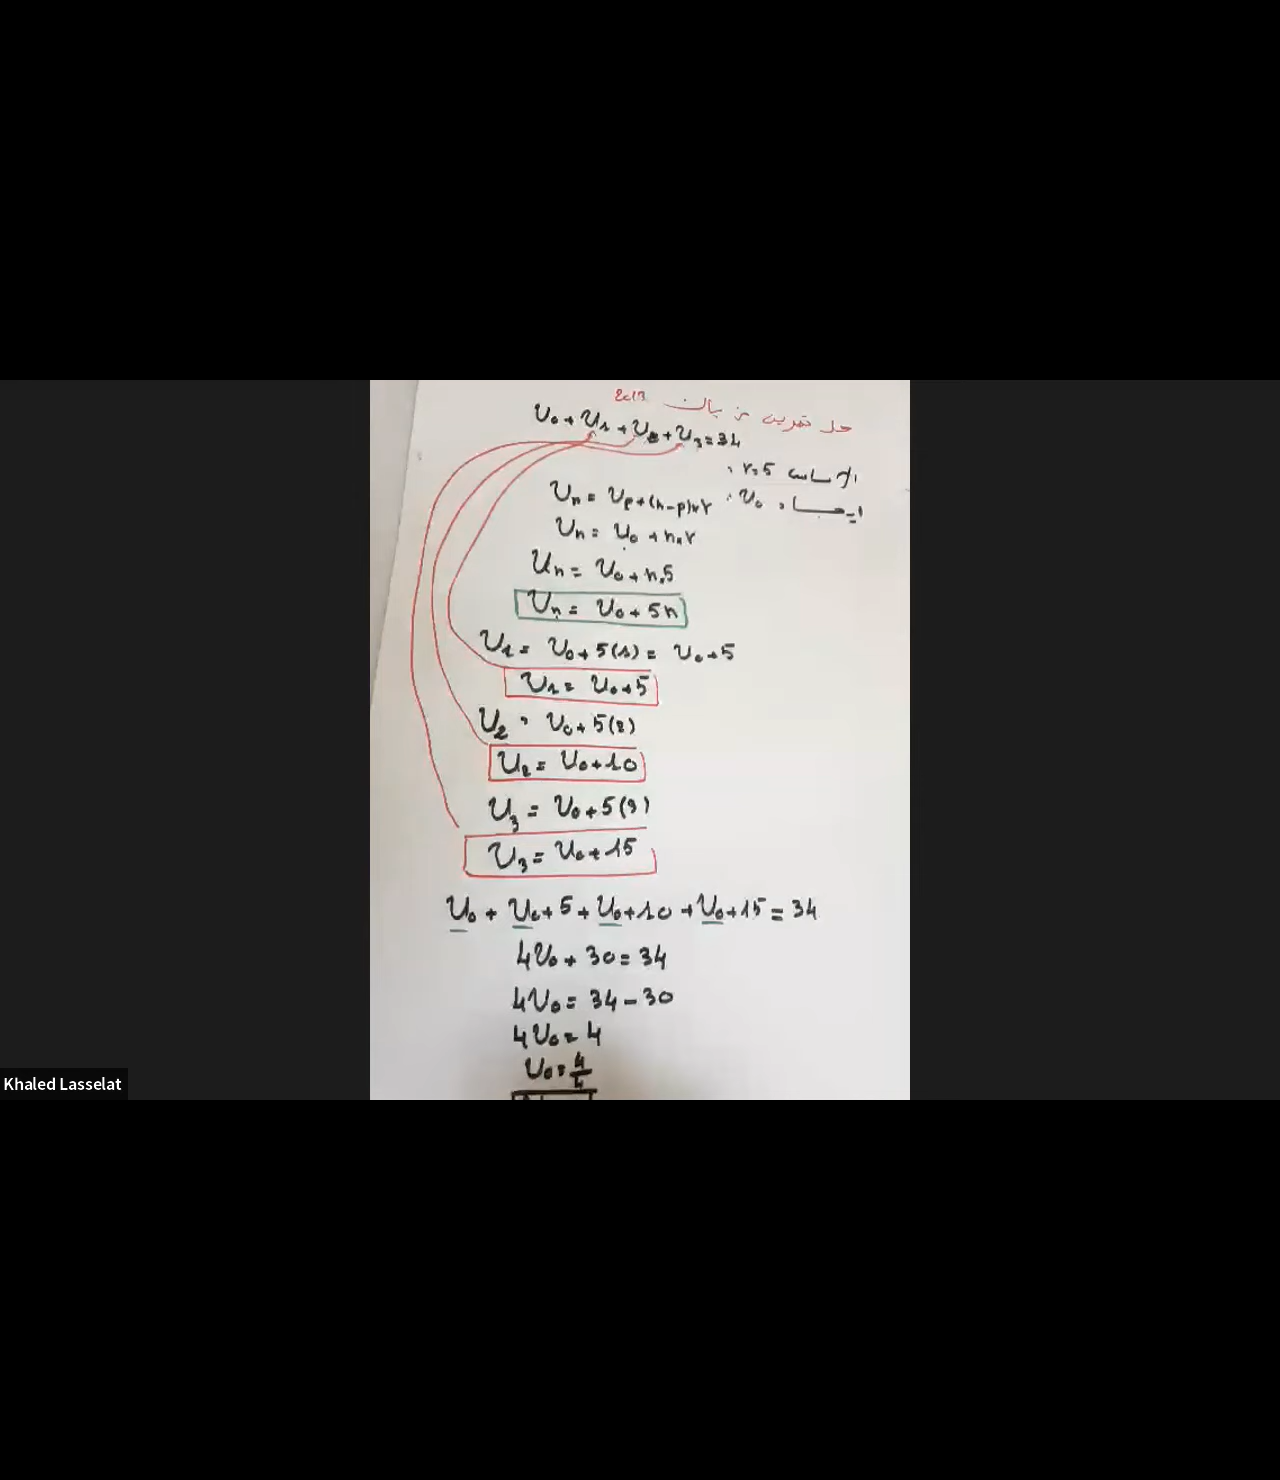 حل تمرين بـاك 2013
U₀ + U₁ + U₂ + U₃ = 34
الأساس r=5
إيجاد U₀ :
Uₙ = Uₚ + (n-p)×r
Uₙ = U₀ + n.r
Uₙ = U₀ + n.5
Uₙ = U₀ + 5n
U₁ = U₀ + 5(1) = U₀ + 5
U₁ = U₀ + 5
U₂ = U₀ + 5(2)
U₂ = U₀ + 10
U₃ = U₀ + 5(3)
U₃ = U₀ + 15
U₀ + U₀ + 5 + U₀ + 10 + U₀ + 15 = 34
4U₀ + 30 = 34
4U₀ = 34 - 30
4U₀ = 4
U₀ = 4/4
Khaled Lasselat